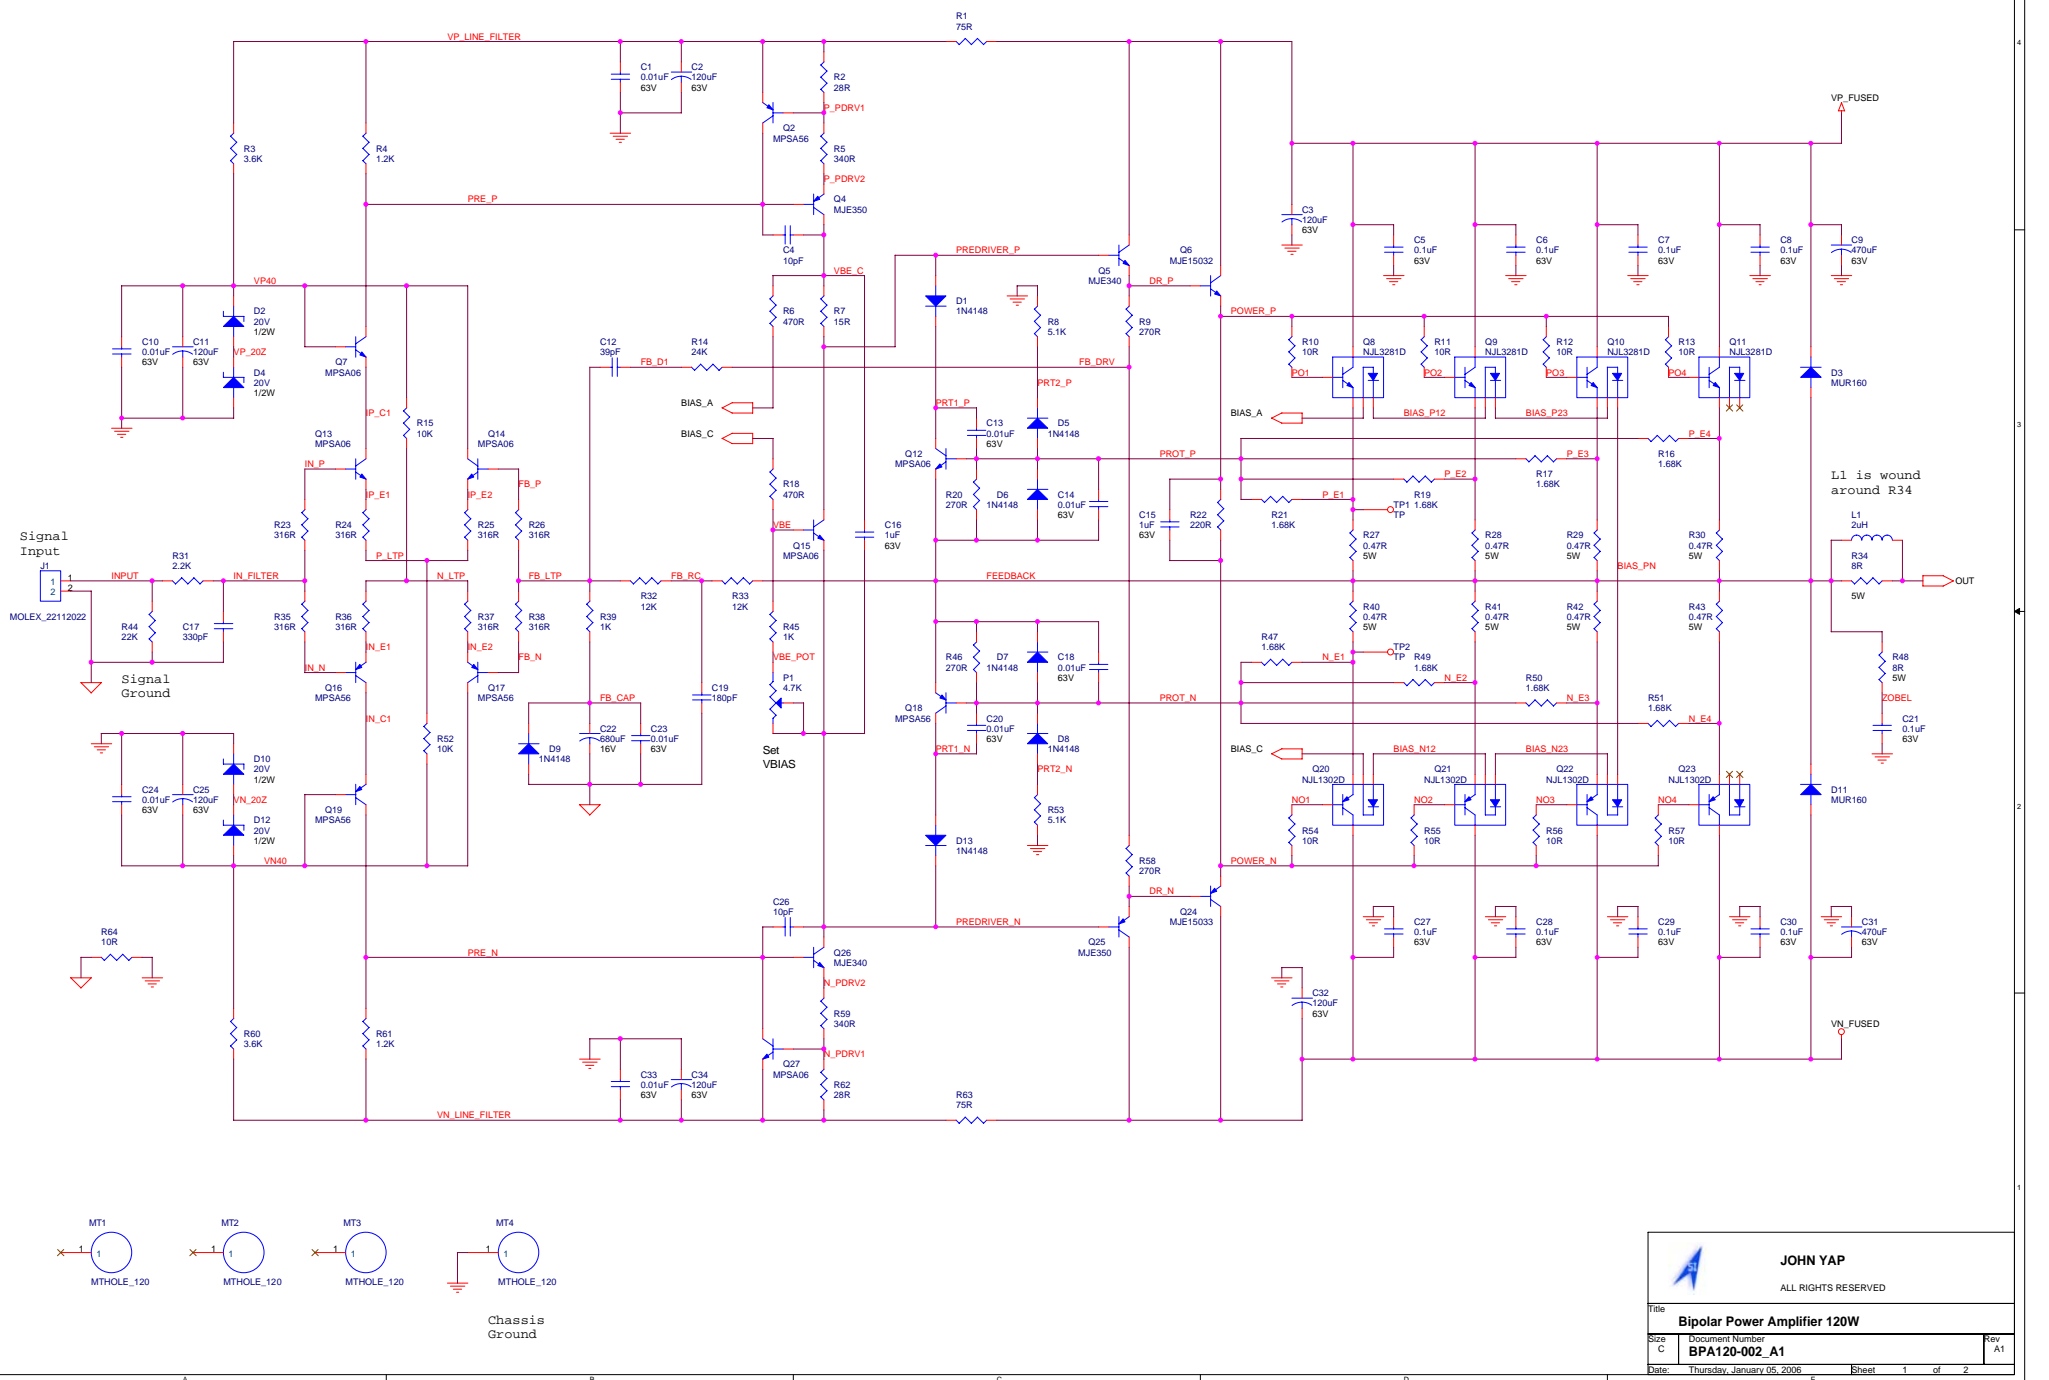 R1
75R
VP_LINE_FILTER
4
C1
0.01uF
63V
C2
120uF
63V
R2
28R
P_PDRV1
Q2
MPSA56
R5
340R
P_PDRV2
R3
3.6K
R4
1.2K
VP_FUSED
PRE_P
Q4
MJE350
C4
10pF
C3
120uF
63V
PREDRIVER_P
Q5
MJE340
Q6
MJE15032
C5
0.1uF
63V
C6
0.1uF
63V
C7
0.1uF
63V
C8
0.1uF
63V
C9
470uF
63V
VP40
VBE_C
DR_P
POWER_P
D2
20V
1/2W
VP_20Z
D4
20V
1/2W
C10
0.01uF
63V
C11
120uF
63V
Q7
MPSA06
IP_C1
R6
470R
R7
15R
D1
1N4148
R8
5.1K
R9
270R
C12
39pF
FB_D1
R14
24K
FB_DRV
R10
10R
Q8
NJL3281D
R11
10R
Q9
NJL3281D
R12
10R
Q10
NJL3281D
R13
10R
Q11
NJL3281D
PO1
PO2
PO3
PO4
D3
MUR160
PRT2_P
PRT1_P
BIAS_A
BIAS_C
BIAS_A
BIAS_P12
BIAS_P23
3
R15
10K
Q13
MPSA06
Q14
MPSA06
IN_P
FB_P
IP_E1
IP_E2
C13
0.01uF
63V
D5
1N4148
Q12
MPSA06
PROT_P
P_E4
R16
1.68K
P_E3
R17
1.68K
P_E2
R19
1.68K
P_E1
R21
1.68K
TP1
TP
R18
470R
VBE
Q15
MPSA06
C16
1uF
63V
R20
270R
D6
1N4148
C14
0.01uF
63V
C15
1uF
63V
R22
220R
L1 is wound
around R34
L1
2uH
R34
8R
5W
OUT
R23
316R
R24
316R
R25
316R
R26
316R
R27
0.47R
5W
R28
0.47R
5W
R29
0.47R
5W
R30
0.47R
5W
BIAS_PN
Signal
Input
J1
1
2
1
2
MOLEX_22112022
INPUT
R31
2.2K
IN_FILTER
P_LTP
N_LTP
FB_LTP
R32
12K
FB_RC
R33
12K
FEEDBACK
R44
22K
C17
330pF
R35
316R
R36
316R
R37
316R
R38
316R
R39
1K
R45
1K
VBE_POT
P1
4.7K
Set
VBIAS
R40
0.47R
5W
R41
0.47R
5W
R42
0.47R
5W
R43
0.47R
5W
Signal
Ground
IN_E1
IN_E2
IN_N
FB_N
Q16
MPSA56
Q17
MPSA56
IN_C1
R46
270R
D7
1N4148
C18
0.01uF
63V
R47
1.68K
N_E1
TP2
TP
R49
1.68K
N_E2
R50
1.68K
N_E3
R51
1.68K
N_E4
R48
8R
5W
ZOBEL
C21
0.1uF
63V
FB_CAP
C19
180pF
Q18
MPSA56
PROT_N
C20
0.01uF
63V
D8
1N4148
PRT1_N
PRT2_N
R52
10K
D9
1N4148
C22
680uF
16V
C23
0.01uF
63V
BIAS_C
BIAS_N12
BIAS_N23
D10
20V
1/2W
VN_20Z
D12
20V
1/2W
C24
0.01uF
63V
C25
120uF
63V
Q19
MPSA56
VN40
Q20
NJL1302D
Q21
NJL1302D
Q22
NJL1302D
Q23
NJL1302D
NO1
NO2
NO3
NO4
R54
10R
R55
10R
R56
10R
R57
10R
D11
MUR160
2
R53
5.1K
D13
1N4148
R58
270R
POWER_N
DR_N
Q24
MJE15033
C26
10pF
PREDRIVER_N
Q25
MJE350
C27
0.1uF
63V
C28
0.1uF
63V
C29
0.1uF
63V
C30
0.1uF
63V
C31
470uF
63V
R64
10R
PRE_N
Q26
MJE340
N_PDRV2
R59
340R
C32
120uF
63V
R60
3.6K
R61
1.2K
VN_FUSED
N_PDRV1
Q27
MPSA06
C33
0.01uF
63V
C34
120uF
63V
R62
28R
VN_LINE_FILTER
R63
75R
1
MT1
1
1
MTHOLE_120
MT2
1
1
MTHOLE_120
MT3
1
1
MTHOLE_120
MT4
1
1
MTHOLE_120
Chassis
Ground
JOHN YAP
ALL RIGHTS RESERVED
Title
Bipolar Power Amplifier 120W
Size
C
Document Number
BPA120-002_A1
Rev
A1
Date:
Thursday, January 05, 2006
Sheet
1
of
2